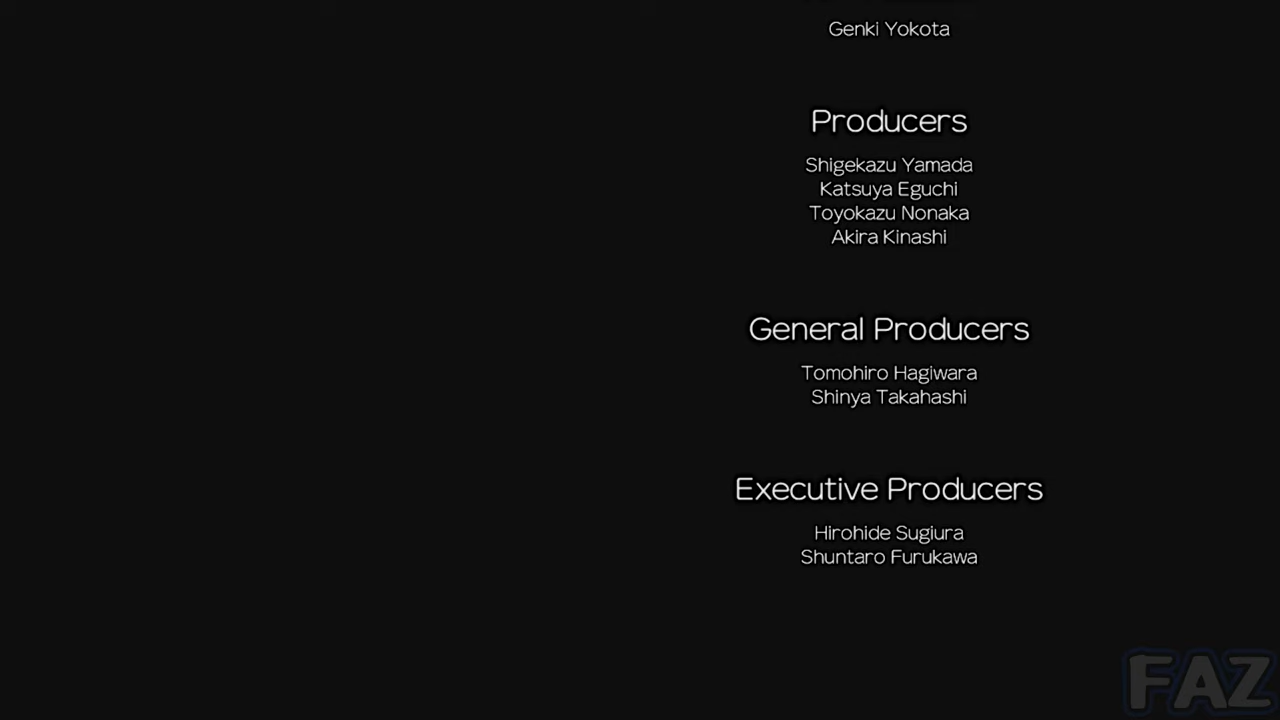 Genki Yokota
Producers
Shigekazu Yamada
Katsuya Eguchi
Toyokazu Nonaka
Akira Kinashi
General Producers
Tomohiro Hagiwara
Shinya Takahashi
Executive Producers
Hirohide Sugiura
Shuntaro Furukawa
FAZ